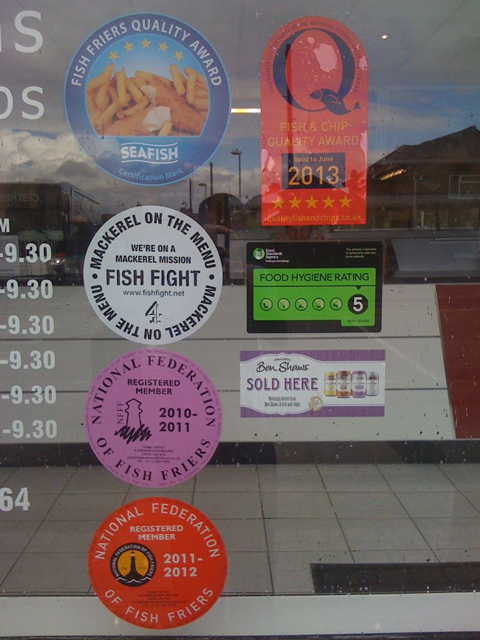 FISH FRIERS QUALITY AWARD
SEAFISH
Certification Mark
FISH & CHIP
QUALITY AWARD
Valid to June
2013
qualityfishandchips.co.uk
MACKEREL ON THE MENU • MACKEREL ON THE MENU •
WE'RE ON A
MACKEREL MISSION
FISH FIGHT
www.fishfight.net
4
Food
Standards
Agency
FOOD HYGIENE RATING
5
Ben Shaws
SOLD HERE
NATIONAL FEDERATION
REGISTERED
MEMBER
NFFF
2010-
2011
OF FISH FRIERS
NATIONAL FEDERATION
REGISTERED
MEMBER
2011-
2012
OF FISH FRIERS
M
-9.30
-9.30
-9.30
-9.30
-9.30
-9.30
64